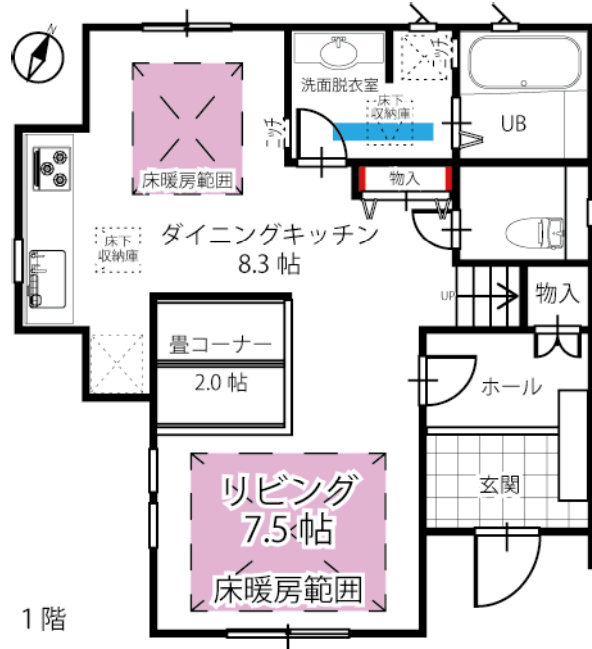 N
洗面脱衣室
ニッチ
床下
収納庫
UB
ニッチ
床暖房範囲
物入
ダイニングキッチン
8.3 帖
床下
収納庫
UP
物入
畳コーナー
2.0 帖
ホール
リビング
7.5 帖
玄関
床暖房範囲
1 階